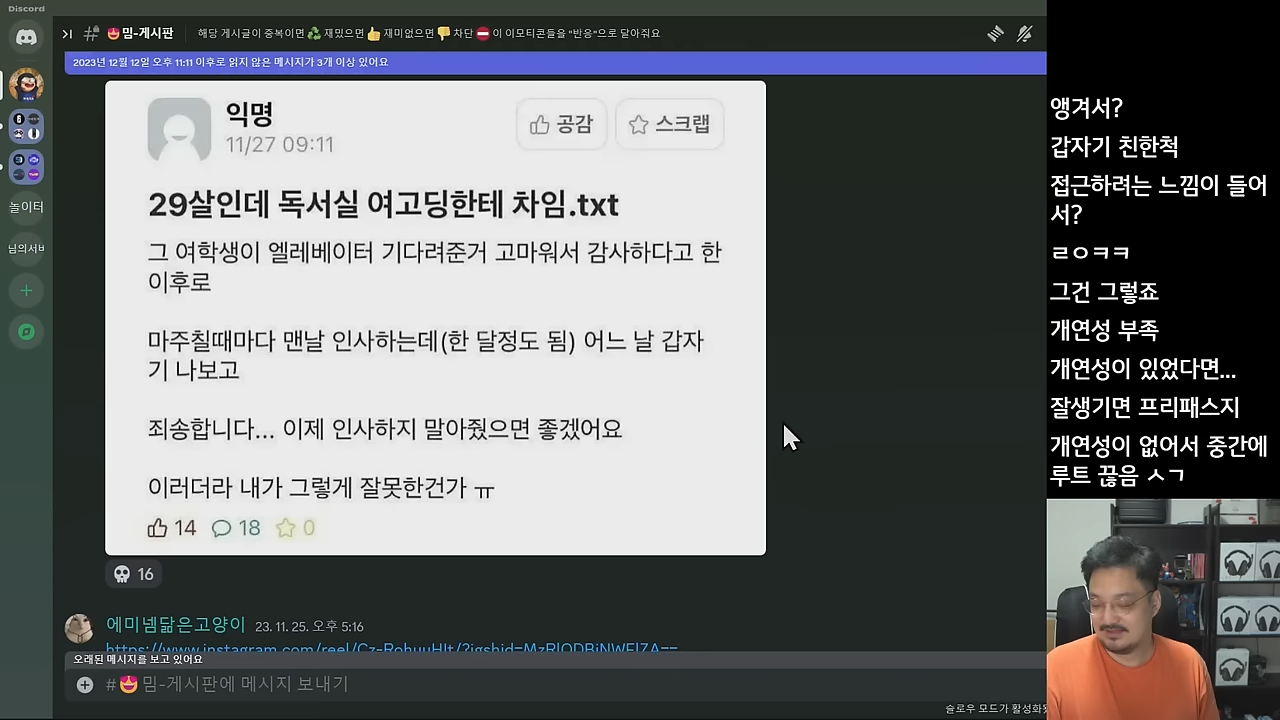 Discord
밈-게시판
해당 게시글이 중복이면 ♻️ 재밌으면 👍 재미없으면 👎 차단 ⛔ 이 이모티콘들을 "반응"으로 달아줘요
2023년 12월 12일 오후 11:11 이후로 읽지 않은 메시지가 3개 이상 있어요
익명
11/27 09:11
공감
스크랩
29살인데 독서실 여고딩한테 차임.txt
그 여학생이 엘레베이터 기다려준거 고마워서 감사하다고 한
이후로
마주칠때마다 맨날 인사하는데(한 달정도 됨) 어느 날 갑자
기 나보고
죄송합니다... 이제 인사하지 말아줬으면 좋겠어요
이러더라 내가 그렇게 잘못한건가 ㅠ
14 18 0
16
에미넴닮은고양이 23. 11. 25. 오후 5:16
오래된 메시지를 보고 있어요
#😍밈-게시판에 메시지 보내기
슬로우 모드가 활성화
놀이터
님의서버
앵겨서?
갑자기 친한척
접근하려는 느낌이 들어
서?
ㄹㅇㅋㅋ
그건 그렇죠
개연성 부족
개연성이 있었다면...
잘생기면 프리패스지
개연성이 없어서 중간에
루트 끊음 ㅅㄱ